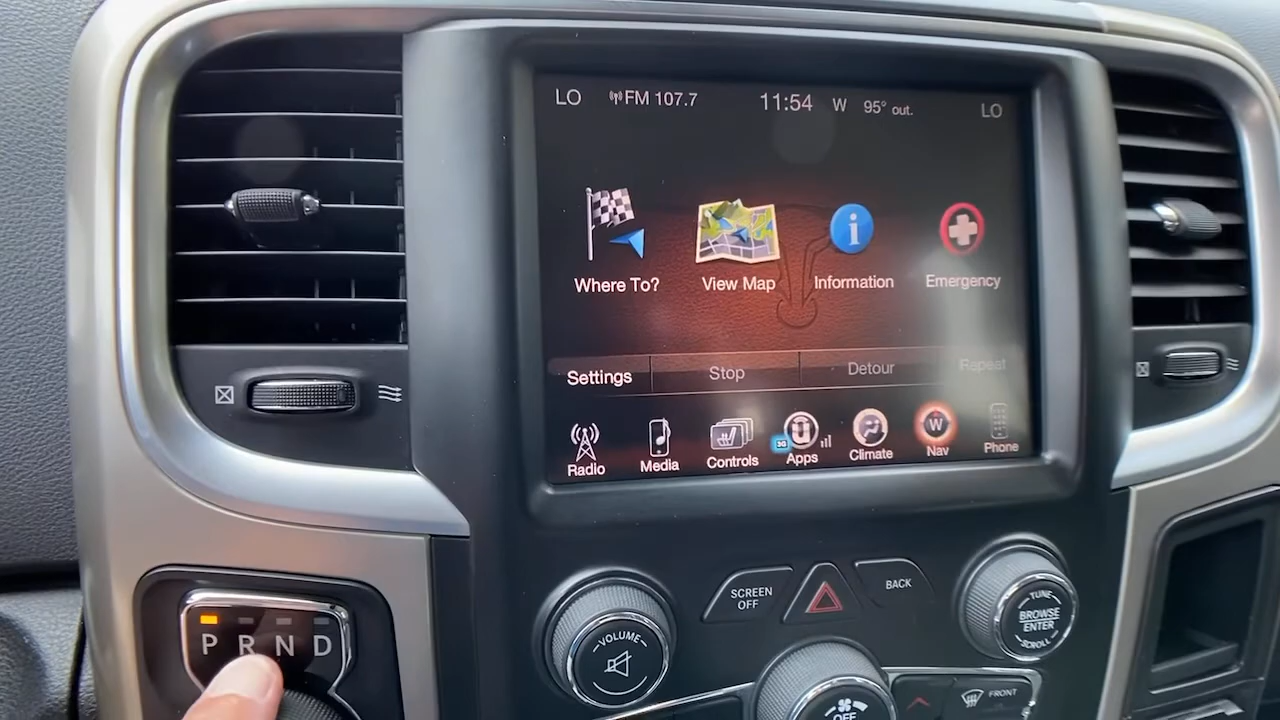 LO FM 107.7 11:54 W 95° out. LO
Where To? View Map Information Emergency
Settings Stop Detour Repeat
3G W
Radio Media Controls Apps Climate Nav Phone
SCREEN OFF BACK
P R N D
VOLUME
TUNE
BROWSE
ENTER
SCROLL
OFF
FRONT